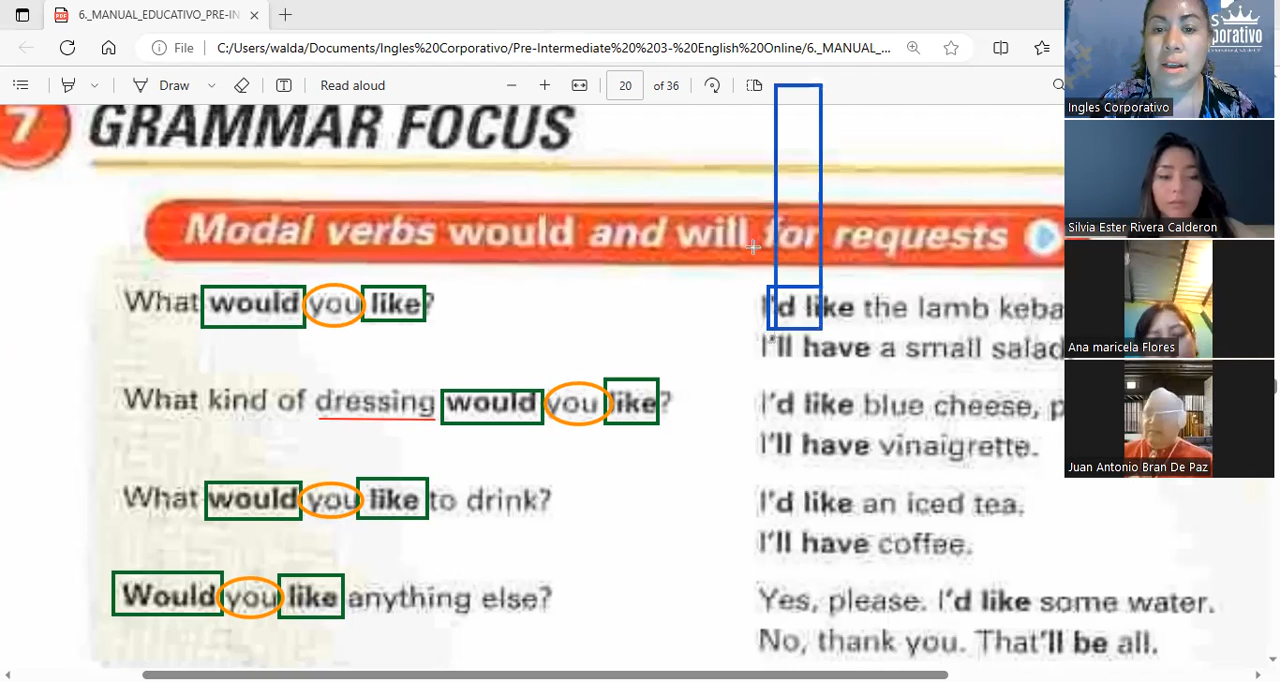 6._MANUAL_EDUCATIVO_PRE-IN
File
C:/Users/walda/Documents/Ingles%20Corporativo/Pre-Intermediate%20%203-%20English%20Online/6._MANUAL_...
Draw
Read aloud
20
of 36
7 GRAMMAR FOCUS
Modal verbs would and will for requests
What would you like?
I'd like the lamb keba
I'll have a small salad
What kind of dressing would you like?
I'd like blue cheese, p
I'll have vinaigrette.
What would you like to drink?
I'd like an iced tea.
I'll have coffee.
Would you like anything else?
Yes, please. I'd like some water.
No, thank you. That'll be all.
orporativo
Ingles Corporativo
Silvia Ester Rivera Calderon
Ana maricela Flores
Juan Antonio Bran De Paz